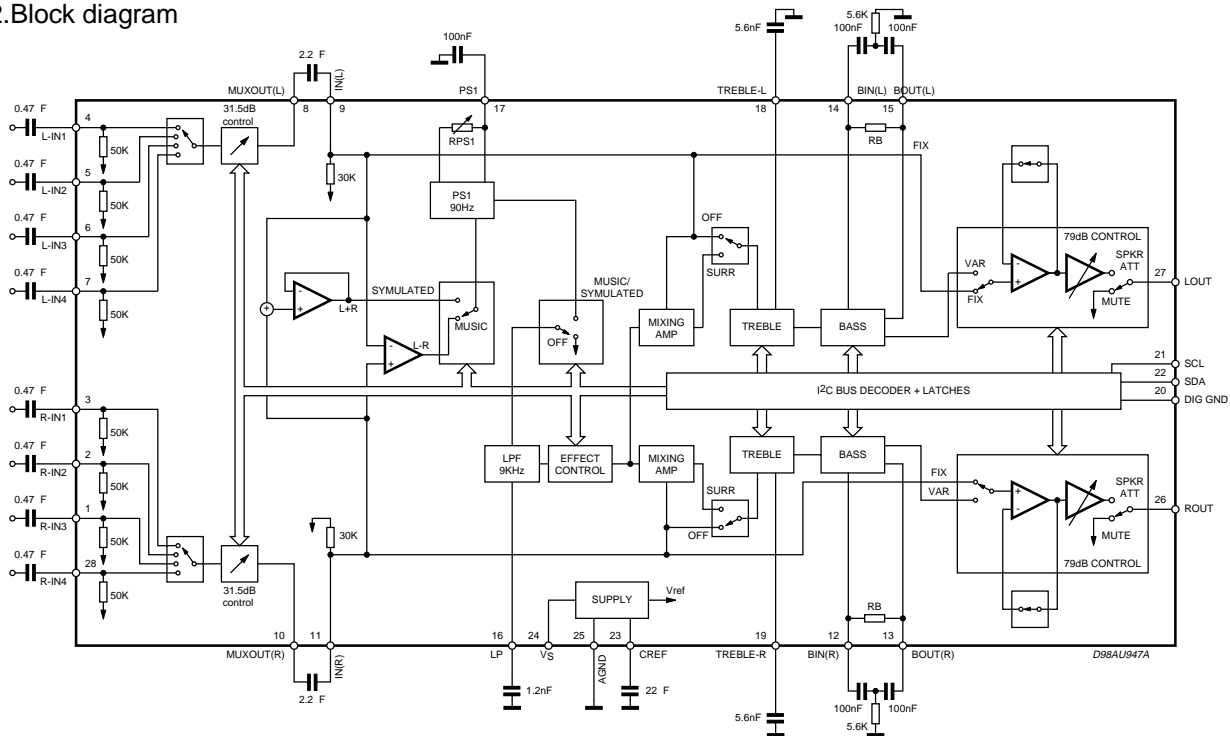 2.Block diagram
5.6nF
5.6K
100nF
100nF
100nF
2.2 F
IN(L)
MUXOUT(L)
PS1
TREBLE-L
BIN(L)
BOUT(L)
8
9
17
18
14
15
0.47 F
L-IN1
4
50K
31.5dB
control
RPS1
RB
FIX
0.47 F
L-IN2
5
50K
30K
PS1
90Hz
0.47 F
L-IN3
6
50K
OFF
SURR
79dB CONTROL
0.47 F
L-IN4
7
50K
SYMULATED
L+R
MUSIC
L-R
MUSIC/
SYMULATED
OFF
MIXING
AMP
TREBLE
BASS
VAR
FIX
-
+
+
-
+
-
+
SPKR
ATT
MUTE
27
LOUT
I2C BUS DECODER + LATCHES
21
SCL
22
SDA
20
DIG GND
0.47 F
R-IN1
3
50K
0.47 F
R-IN2
2
50K
LPF
9KHz
EFFECT
CONTROL
MIXING
AMP
TREBLE
BASS
FIX
VAR
+
-
SPKR
ATT
MUTE
26
ROUT
0.47 F
R-IN3
1
50K
30K
SURR
OFF
79dB CONTROL
0.47 F
R-IN4
28
50K
31.5dB
control
SUPPLY
Vref
RB
10
11
16
24
25
23
19
12
13
MUXOUT(R)
IN(R)
LP
VS
AGND
CREF
TREBLE-R
BIN(R)
BOUT(R)
D98AU947A
2.2 F
1.2nF
22 F
5.6nF
100nF
100nF
5.6K